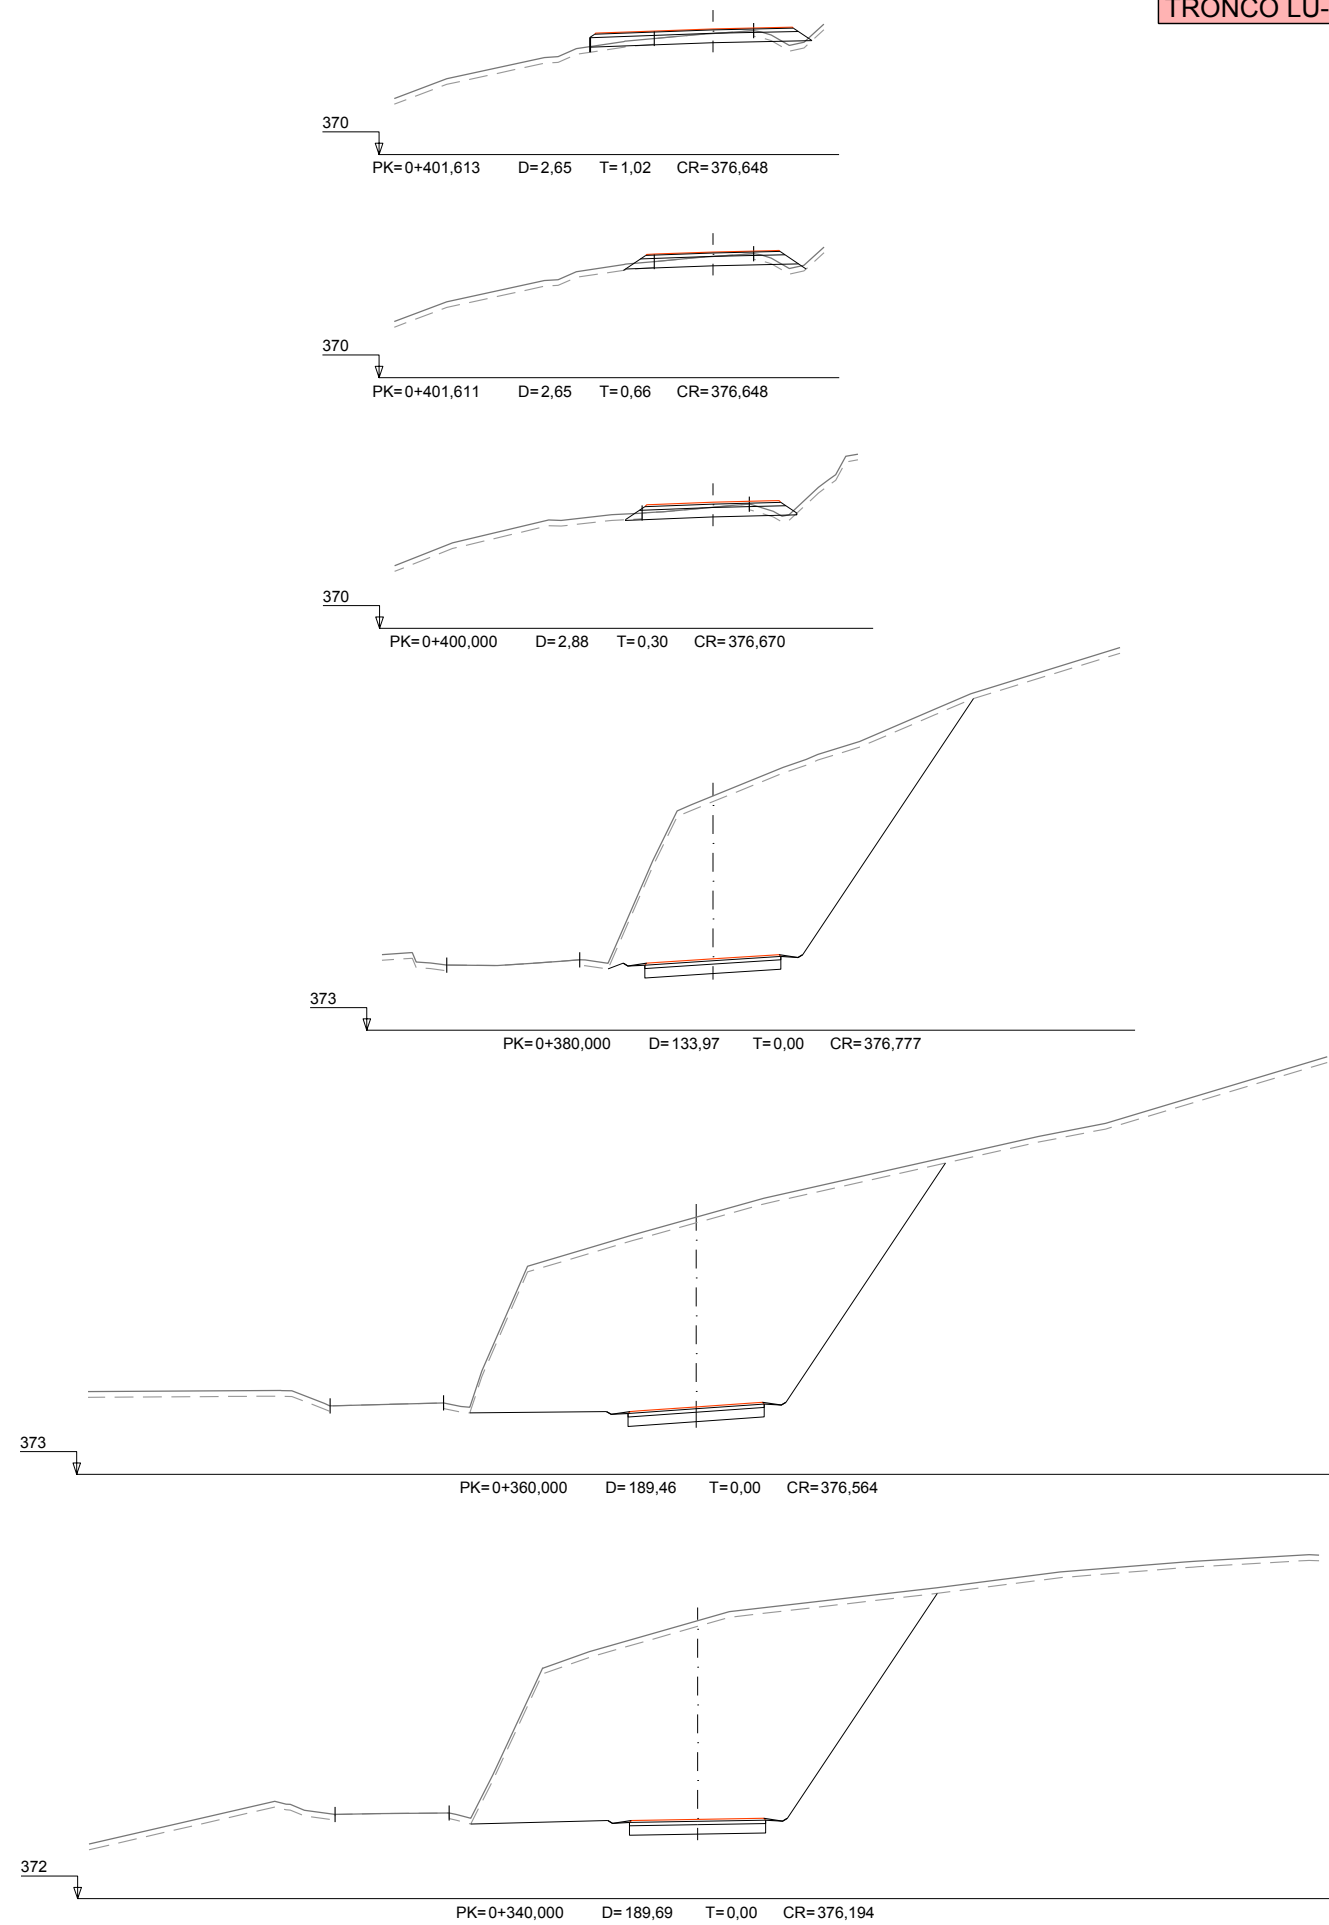 TRONCO LU-
370
PK=0+401,613 D=2,65 T=1,02 CR=376,648
370
PK=0+401,611 D=2,65 T=0,66 CR=376,648
370
PK=0+400,000 D=2,88 T=0,30 CR=376,670
373
PK=0+380,000 D=133,97 T=0,00 CR=376,777
373
PK=0+360,000 D=189,46 T=0,00 CR=376,564
372
PK=0+340,000 D=189,69 T=0,00 CR=376,194